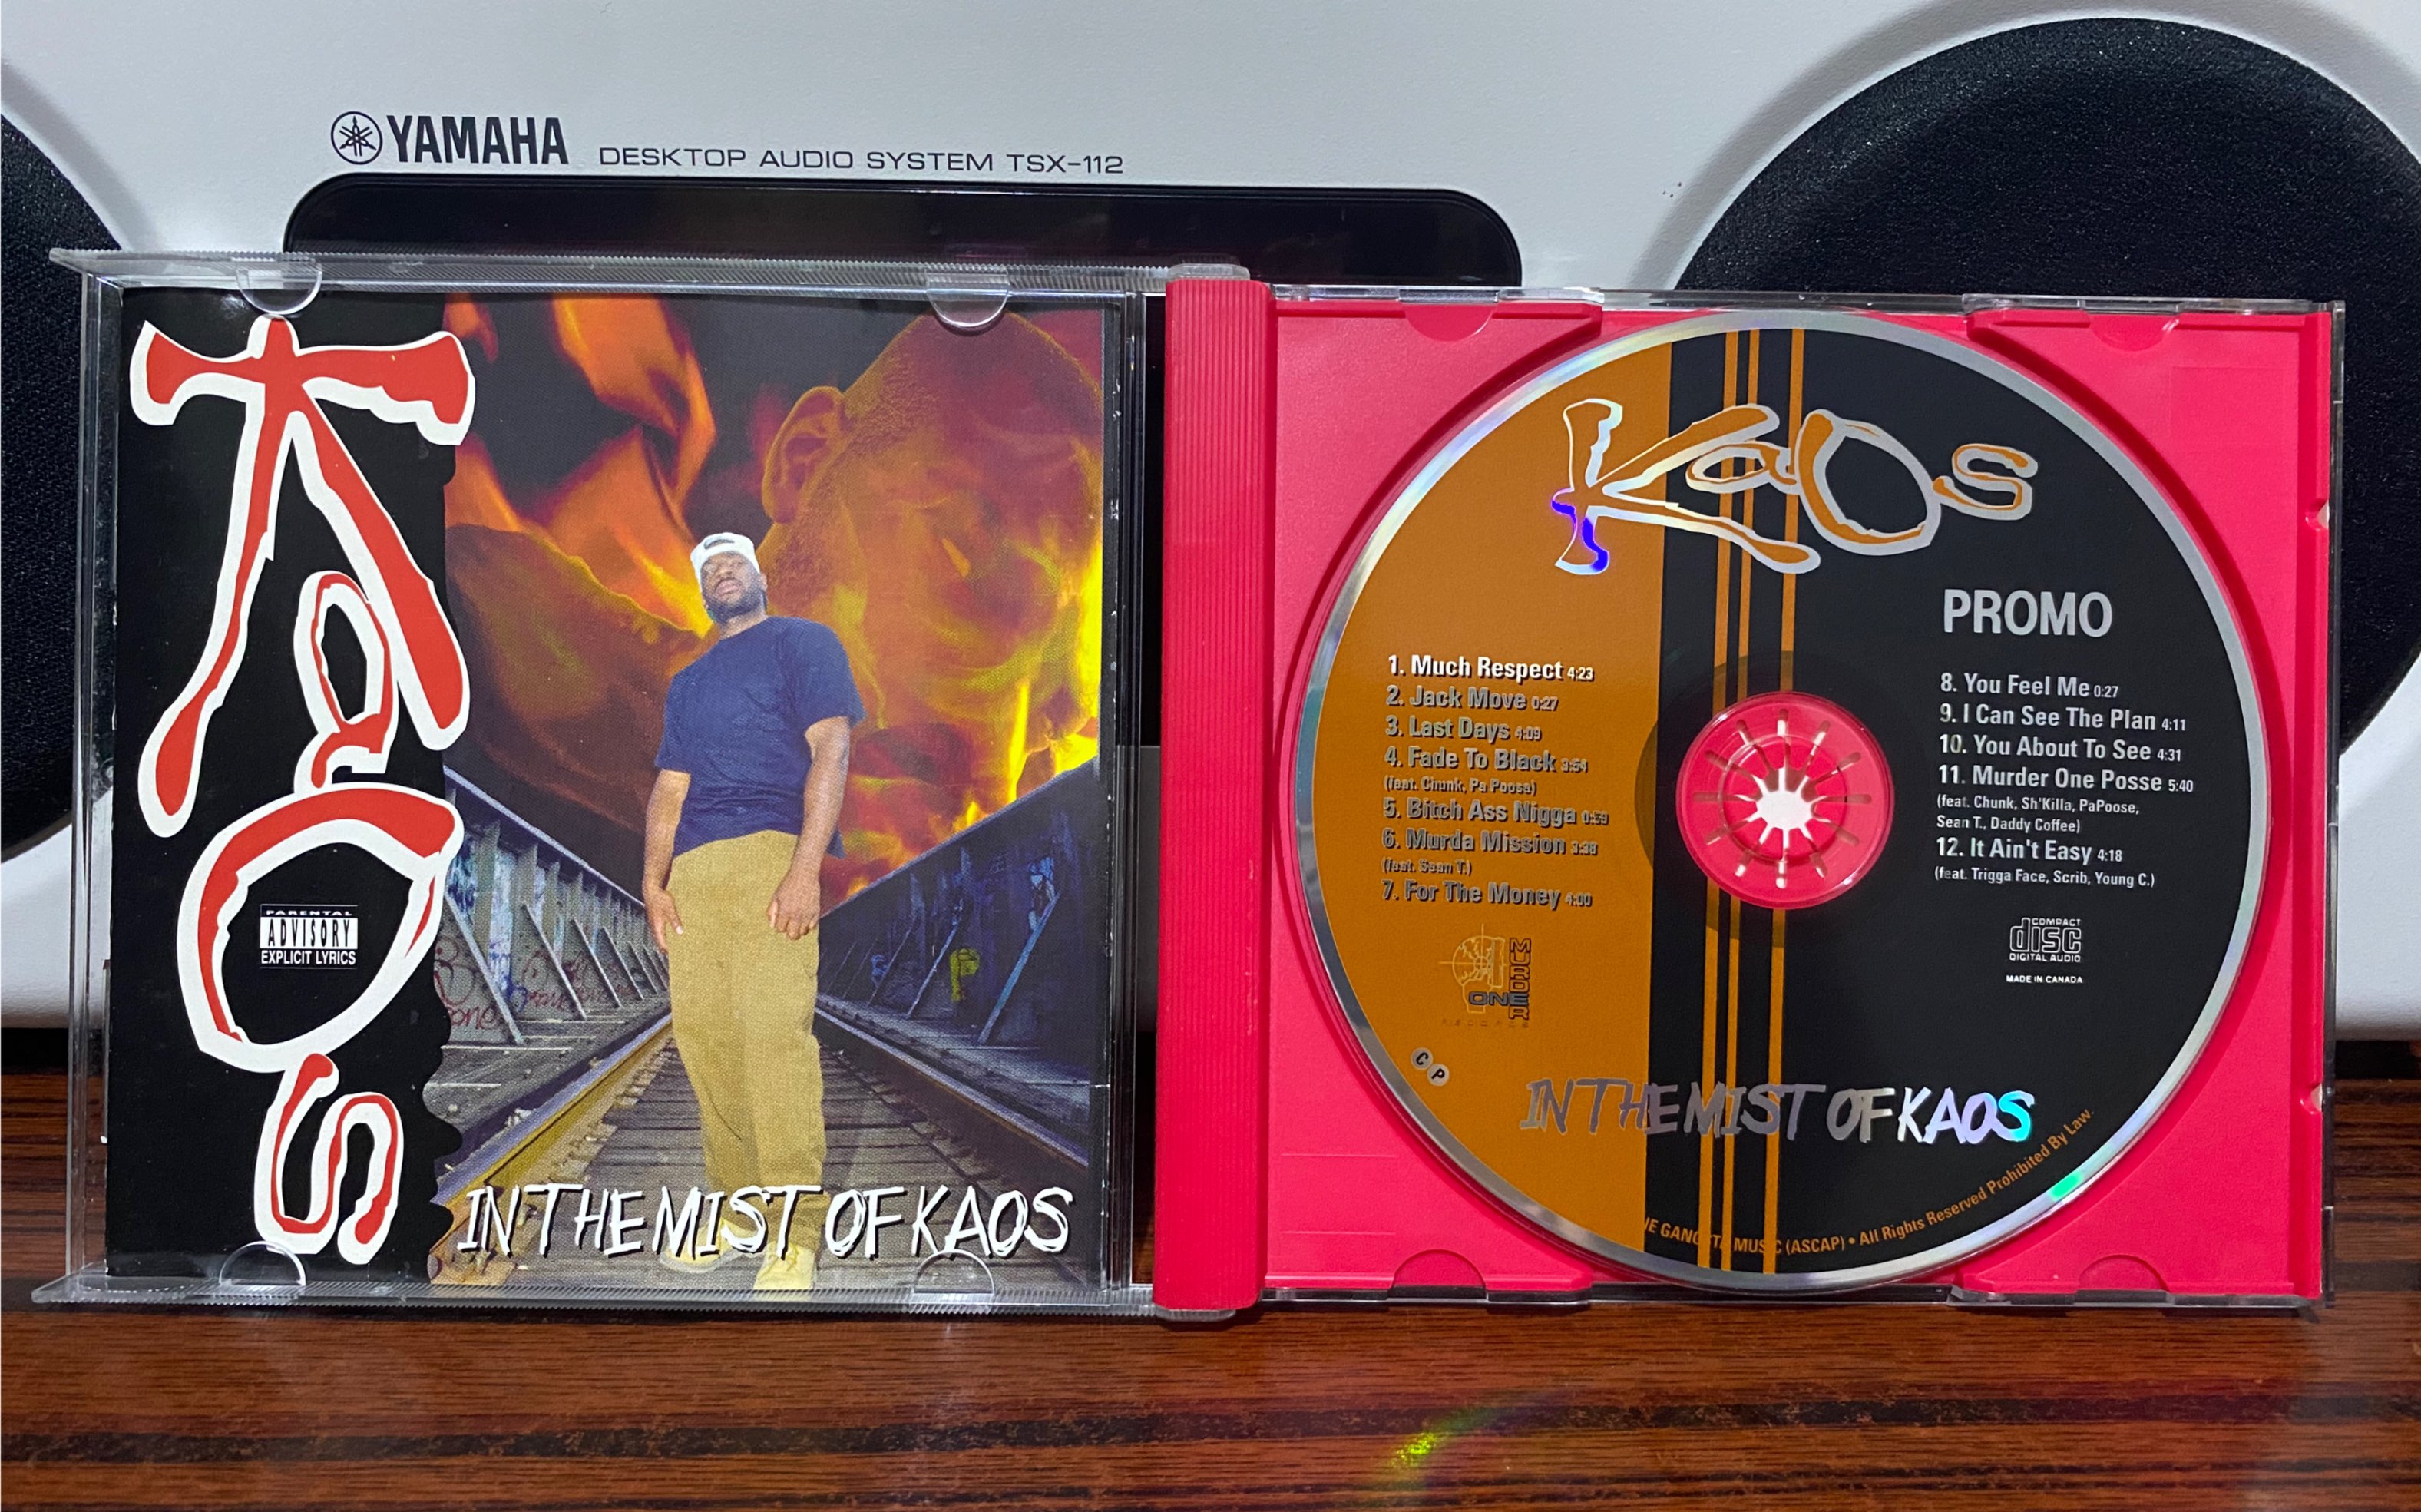 YAMAHA DESKTOP AUDIO SYSTEM TSX-112
KaOs
PARENTAL
ADVISORY
EXPLICIT LYRICS
IN THE MIST OF KAOS
KaOs
PROMO
1. Much Respect 4:23
2. Jack Move 0:27
3. Last Days 4:09
4. Fade To Black 3:54
(feat. Chunk, Pa Poose)
5. Bitch Ass Nigga 0:59
6. Murda Mission 3:38
(feat. Sean T.)
7. For The Money 4:00
8. You Feel Me 0:27
9. I Can See The Plan 4:11
10. You About To See 4:31
11. Murder One Posse 5:40
(feat. Chunk, Sh'Killa, PaPoose,
Sean T., Daddy Coffee)
12. It Ain't Easy 4:18
(feat. Trigga Face, Scrib, Young C.)
MURDER
ONE
RECORDS
COMPACT
disc
DIGITAL AUDIO
MADE IN CANADA
C P
IN THE MIST OF KAOS
GANGSTA MUSIC (ASCAP) • All Rights Reserved Prohibited By Law.